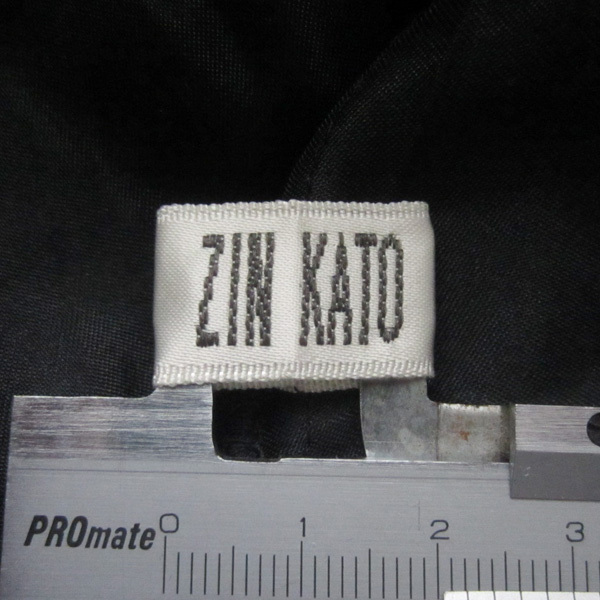 ZIN KATO
PROmate 0 1 2 3